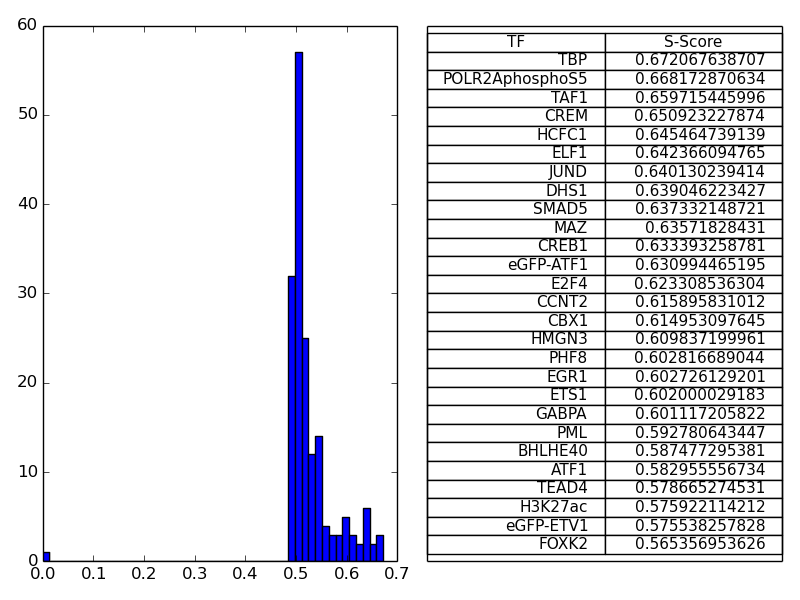 60
50
40
30
20
10
0
0.0 0.1 0.2 0.3 0.4 0.5 0.6 0.7
TF S-Score
TBP 0.672067638707
POLR2AphosphoS5 0.668172870634
TAF1 0.659715445996
CREM 0.650923227874
HCFC1 0.645464739139
ELF1 0.642366094765
JUND 0.640130239414
DHS1 0.639046223427
SMAD5 0.637332148721
MAZ 0.63571828431
CREB1 0.633393258781
eGFP-ATF1 0.630994465195
E2F4 0.623308536304
CCNT2 0.615895831012
CBX1 0.614953097645
HMGN3 0.609837199961
PHF8 0.602816689044
EGR1 0.602726129201
ETS1 0.602000029183
GABPA 0.601117205822
PML 0.592780643447
BHLHE40 0.587477295381
ATF1 0.582955556734
TEAD4 0.578665274531
H3K27ac 0.575922114212
eGFP-ETV1 0.575538257828
FOXK2 0.565356953626